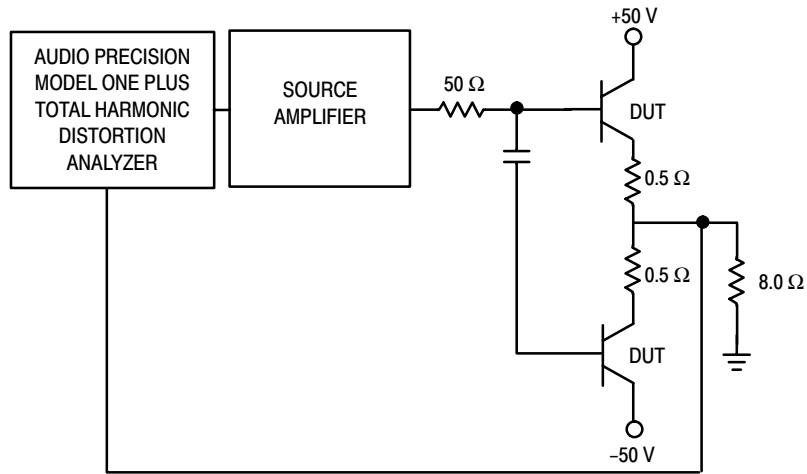 +50 V
AUDIO PRECISION
MODEL ONE PLUS
TOTAL HARMONIC
DISTORTION
ANALYZER
SOURCE
AMPLIFIER
50 Ω
DUT
0.5 Ω
0.5 Ω
8.0 Ω
DUT
–50 V